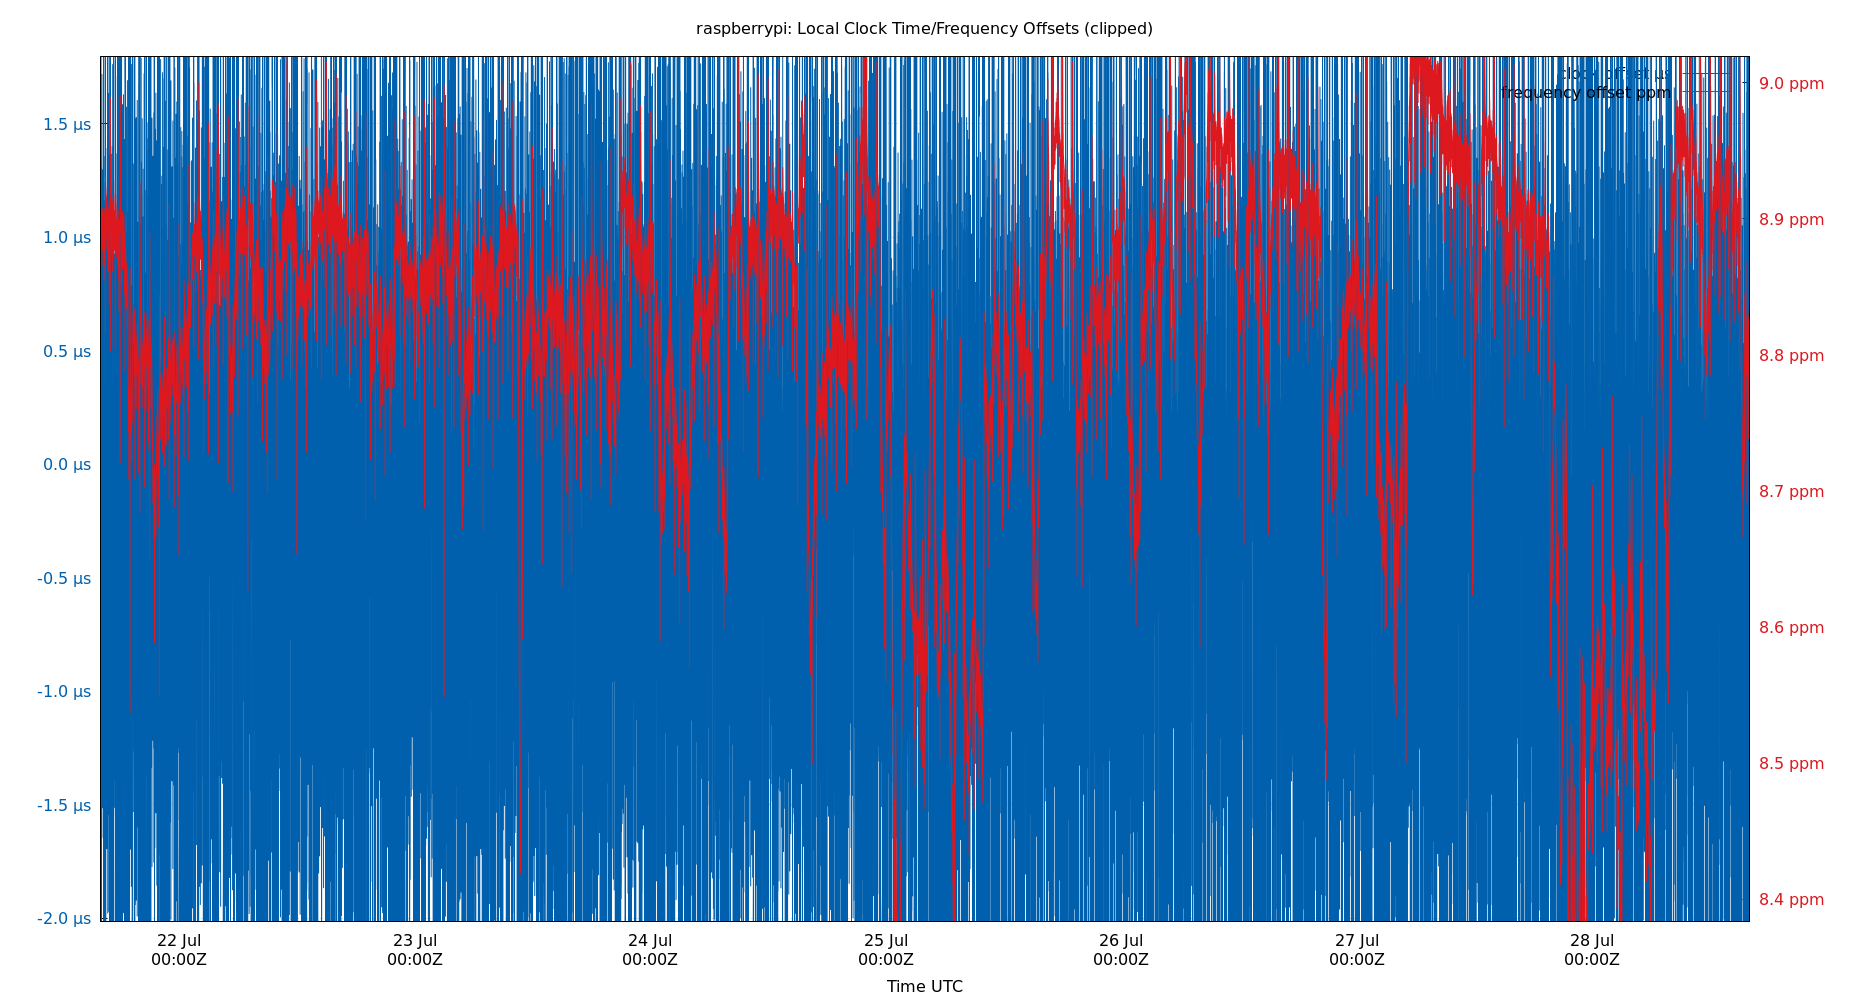 raspberrypi: Local Clock Time/Frequency Offsets (clipped)
clock offset µs
frequency offset ppm
1.5 µs
1.0 µs
0.5 µs
0.0 µs
-0.5 µs
-1.0 µs
-1.5 µs
-2.0 µs
9.0 ppm
8.9 ppm
8.8 ppm
8.7 ppm
8.6 ppm
8.5 ppm
8.4 ppm
22 Jul 23 Jul 24 Jul 25 Jul 26 Jul 27 Jul 28 Jul
00:00Z 00:00Z 00:00Z 00:00Z 00:00Z 00:00Z 00:00Z
Time UTC